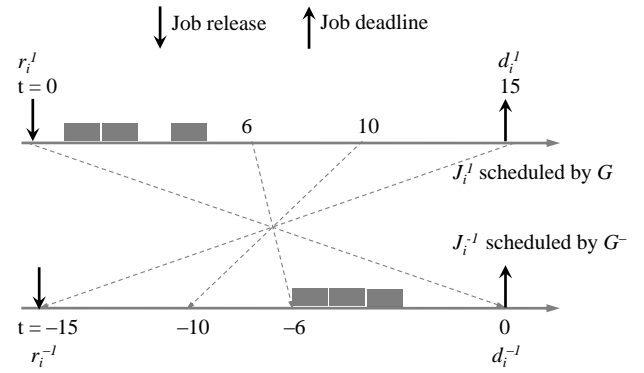 Job release Job deadline
r_i^1 d_i^1
t = 0 15
6 10
J_i^1 scheduled by G
J_i^-1 scheduled by G^–
t = –15 –10 –6 0
r_i^–1 d_i^–1